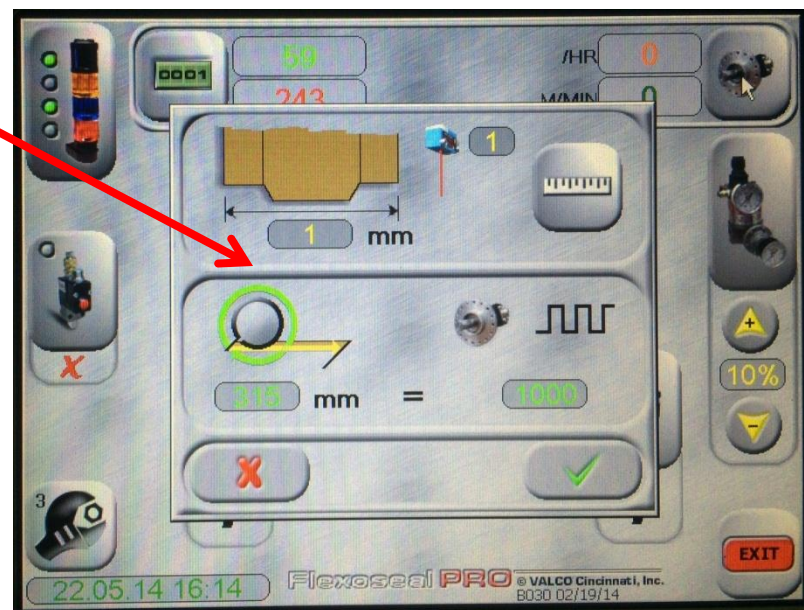 0001
59
/HR 0
243
M/MIN 0
1
1 mm
315 mm = 1000
10%
3
22.05.14 16:14
Flexoseal PRO © VALCO Cincinnati, Inc.
B030 02/19/14
EXIT